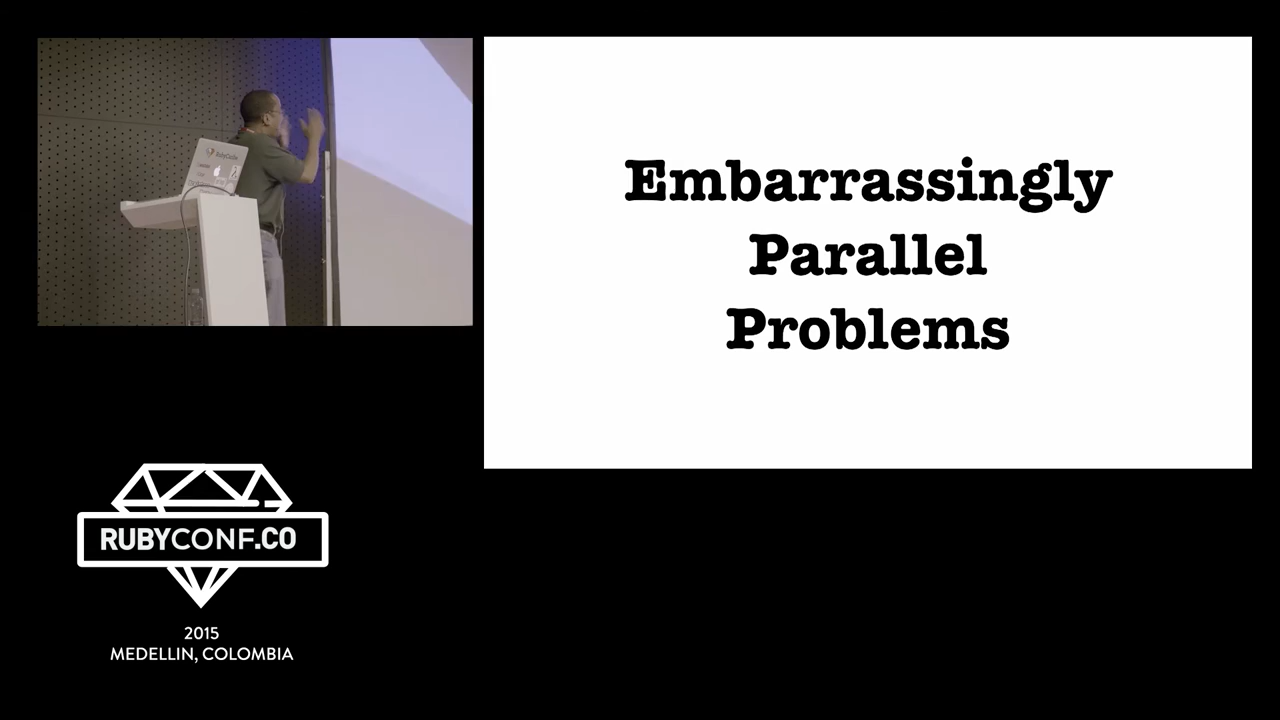 Embarrassingly
Parallel
Problems
RUBYCONF.CO
2015
MEDELLIN, COLOMBIA